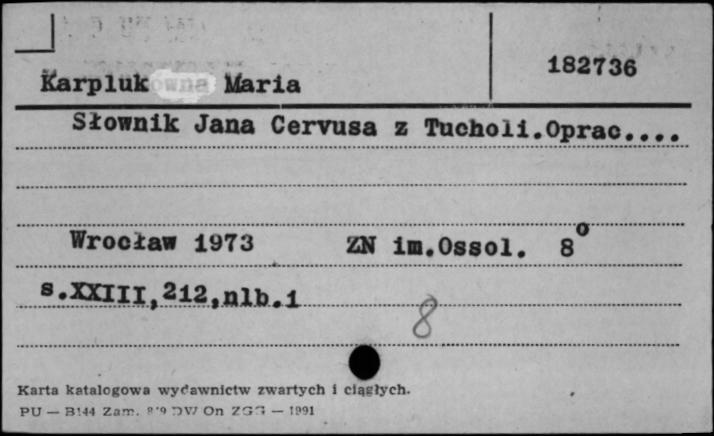 182736
Karplukówna Maria
Słownik Jana Cervusa z Tucholi.Oprac....
Wrocław 1973 ZN im.Ossol. 8°
s.XXIII,212,nlb.1
8
Karta katalogowa wydawnictw zwartych i ciągłych.
PU — B144 Zam. DW On ZGG — 1991